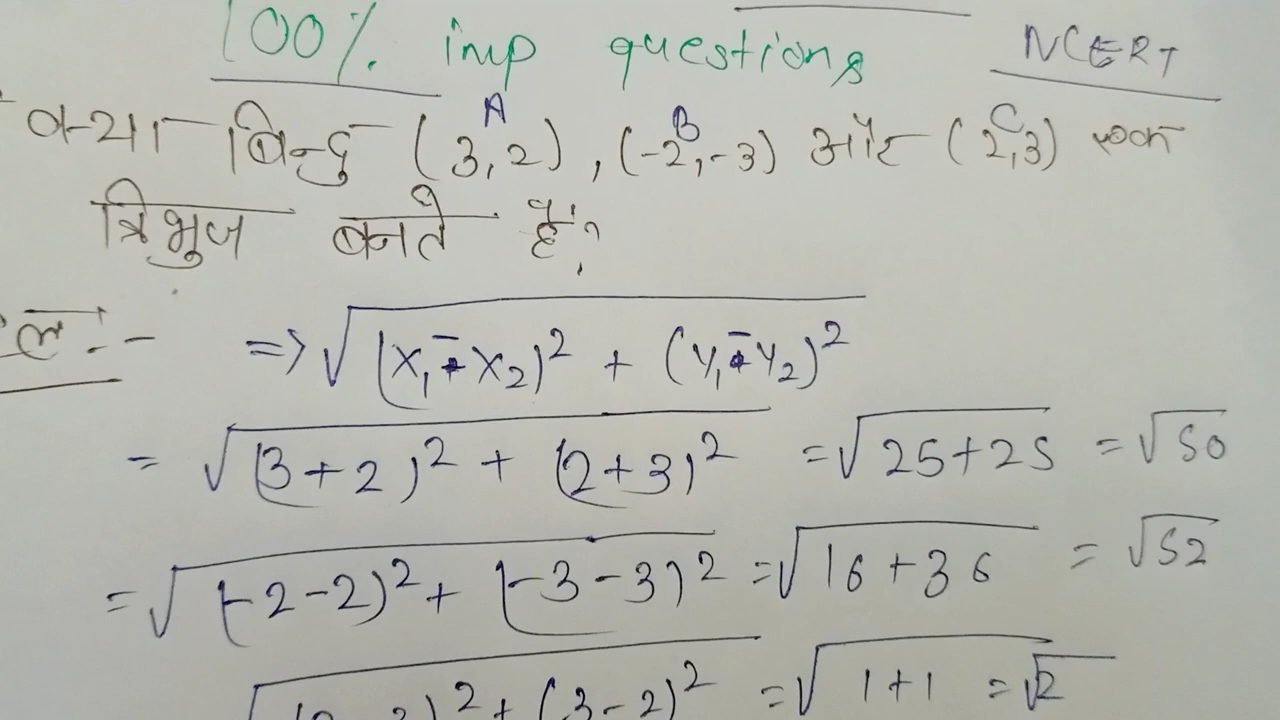 100% imp questions NCERT
क्या बिन्दु (3,2), (-2,-3) और (2,3) एक
A B C
त्रिभुज बनते हैं?
ल:- => √(x₁-x₂)² + (y₁-y₂)²
= √(3+2)² + (2+3)² = √25+25 = √50
= √(-2-2)² + (-3-3)² = √16+36 = √52
)² + (3-2)² = √1+1 = √2